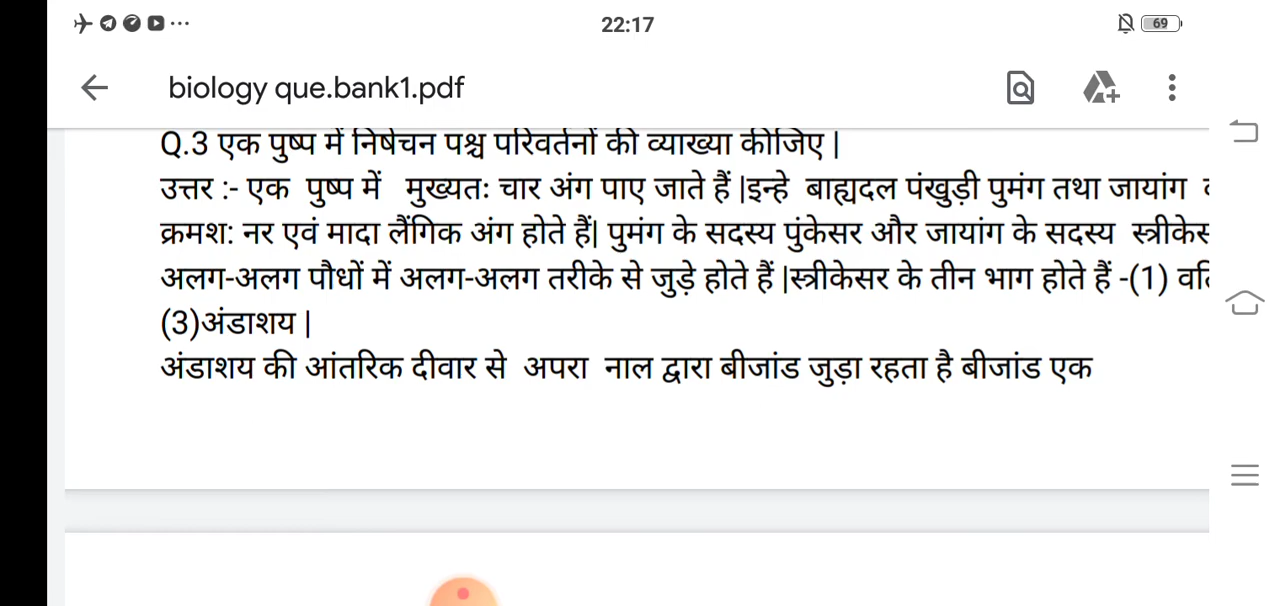 22:17
69
biology que.bank1.pdf
Q.3 एक पुष्प में निषेचन पश्च परिवर्तनों की व्याख्या कीजिए |
उत्तर :- एक पुष्प में मुख्यतः चार अंग पाए जाते हैं |इन्हे बाह्यदल पंखुड़ी पुमंग तथा जायांग
क्रमश: नर एवं मादा लैंगिक अंग होते हैं| पुमंग के सदस्य पुंकेसर और जायांग के सदस्य
अलग-अलग पौधों में अलग-अलग तरीके से जुड़े होते हैं |स्त्रीकेसर के तीन भाग होते हैं -(1)
(3)अंडाशय |
अंडाशय की आंतरिक दीवार से अपरा नाल द्वारा बीजांड जुड़ा रहता है बीजांड एक